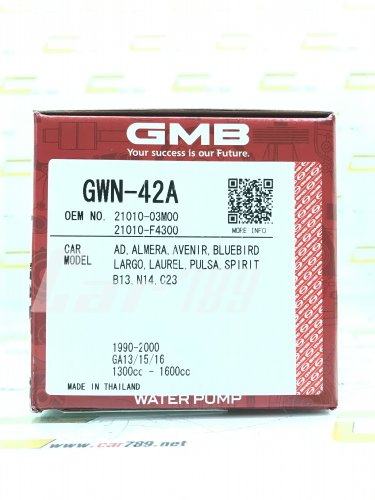 GMB
Your success is our Future.
GWN-42A
OEM NO. 21010-03M00
21010-F4300
MORE INFO
CAR MODEL
AD, ALMERA, AVENIR, BLUEBIRD
LARGO, LAUREL, PULSA, SPIRIT
B13, N14, C23
1990-2000
GA13/15/16
1300cc - 1600cc
MADE IN THAILAND
WATER PUMP
Car789
www.car789.net